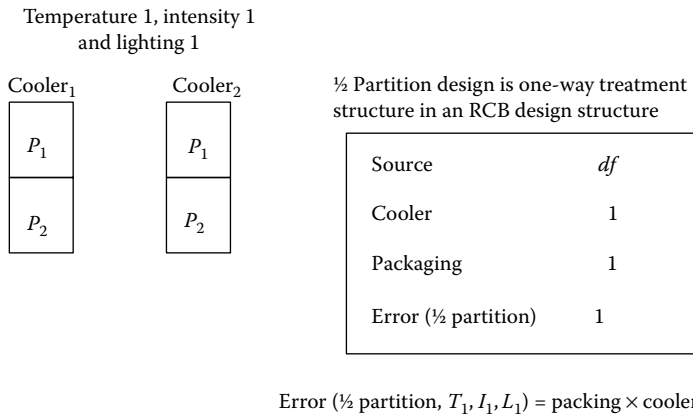 Temperature 1, intensity 1
and lighting 1
Cooler₁ Cooler₂
P₁ P₁
P₂ P₂
½ Partition design is one-way treatment
structure in an RCB design structure
Source df
Cooler 1
Packaging 1
Error (½ partition) 1
Error (½ partition, T₁, I₁, L₁) = packing × cooler